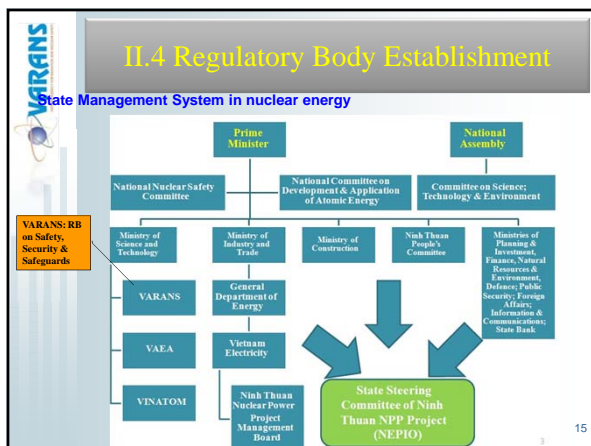 VARANS
II.4 Regulatory Body Establishment
State Management System in nuclear energy
Prime
Minister
National
Assembly
National Nuclear Safety
Committee
National Committee on
Development & Application
of Atomic Energy
Committee on Science;
Technology & Environment
VARANS: RB
on Safety,
Security &
Safeguards
Ministry of
Science and
Technology
Ministry of
Industry and
Trade
Ministry of
Construction
Ninh Thuan
People's
Committee
Ministries of
Planning &
Investment,
Finance, Natural
Resources &
Environment,
Defence; Public
Security; Foreign
Affairs;
Information &
Communications;
State Bank
VARANS
General
Department of
Energy
VAEA
Vietnam
Electricity
VINATOM
Ninh Thuan
Nuclear Power
Project
Management
Board
State Steering
Committee of Ninh
Thuan NPP Project
(NEPIO)
15
3